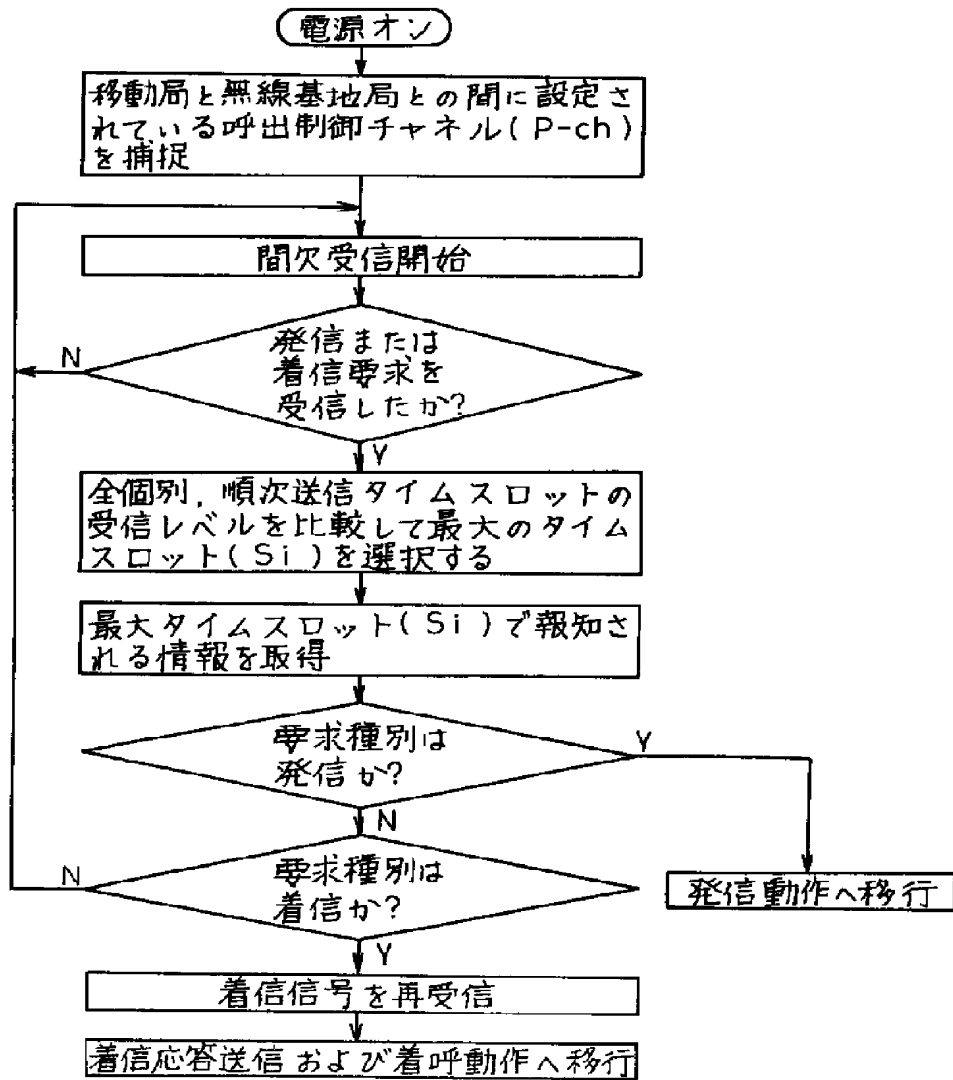 電源オン
移動局と無線基地局との間に設定さ
れている呼出制御チャネル(P-ch)
を捕捉
間欠受信開始
発信または
着信要求を
受信したか?
N
Y
全個別,順次送信タイムスロットの
受信レベルを比較して最大のタイム
スロット(Si)を選択する
最大タイムスロット(Si)で報知さ
れる情報を取得
要求種別は
発信か?
Y
N
要求種別は
着信か?
N
発信動作へ移行
Y
着信信号を再受信
着信応答送信および着呼動作へ移行